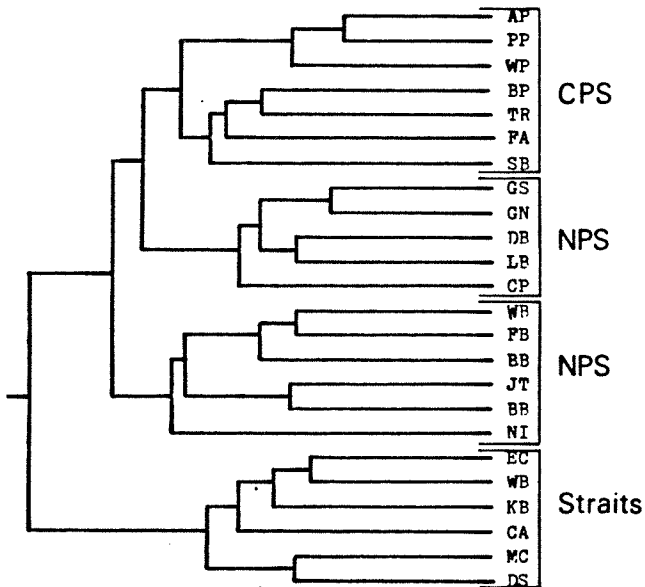 AP
PP
WP
BP
CPS
TR
FA
SB
GS
GN
DB
NPS
LB
CP
WB
FB
BB
NPS
JT
BB
NI
EC
WB
KB
Straits
CA
MC
DS